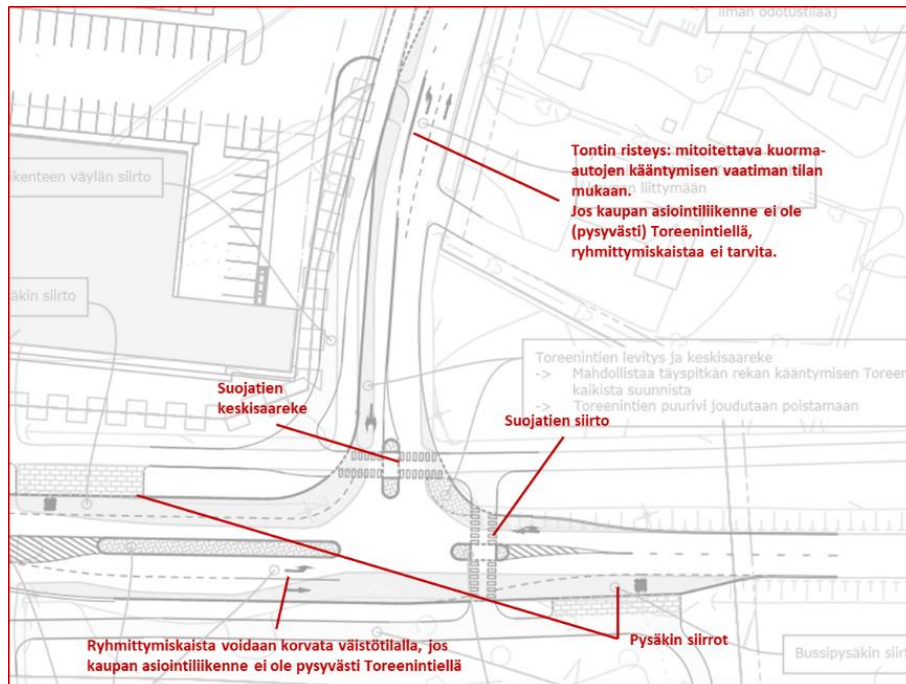 ilman odotustilaa)
Tontin risteys: mitoitettava kuorma-
autojen kääntymisen vaatiman tilan
mukaan.
liittymään
Jos kaupan asiointiliikenne ei ole
(pysyvästi) Toreenintiellä,
ryhmittymiskaistaa ei tarvita.
ikenteen väylän siirto
säkin siirto
Toreenintien levitys ja keskisaareke
-> Mahdollistaa täyspitkän rekan kääntymisen Toreen
kaikista suunnista
-> Toreenintien puurivi joudutaan poistamaan
Suojatien
keskisaareke
Suojatien siirto
Ryhmittymiskaista voidaan korvata väistötilalla, jos
kaupan asiointiliikenne ei ole pysyvästi Toreenintiellä
Pysäkin siirrot
Bussipysäkin siirt